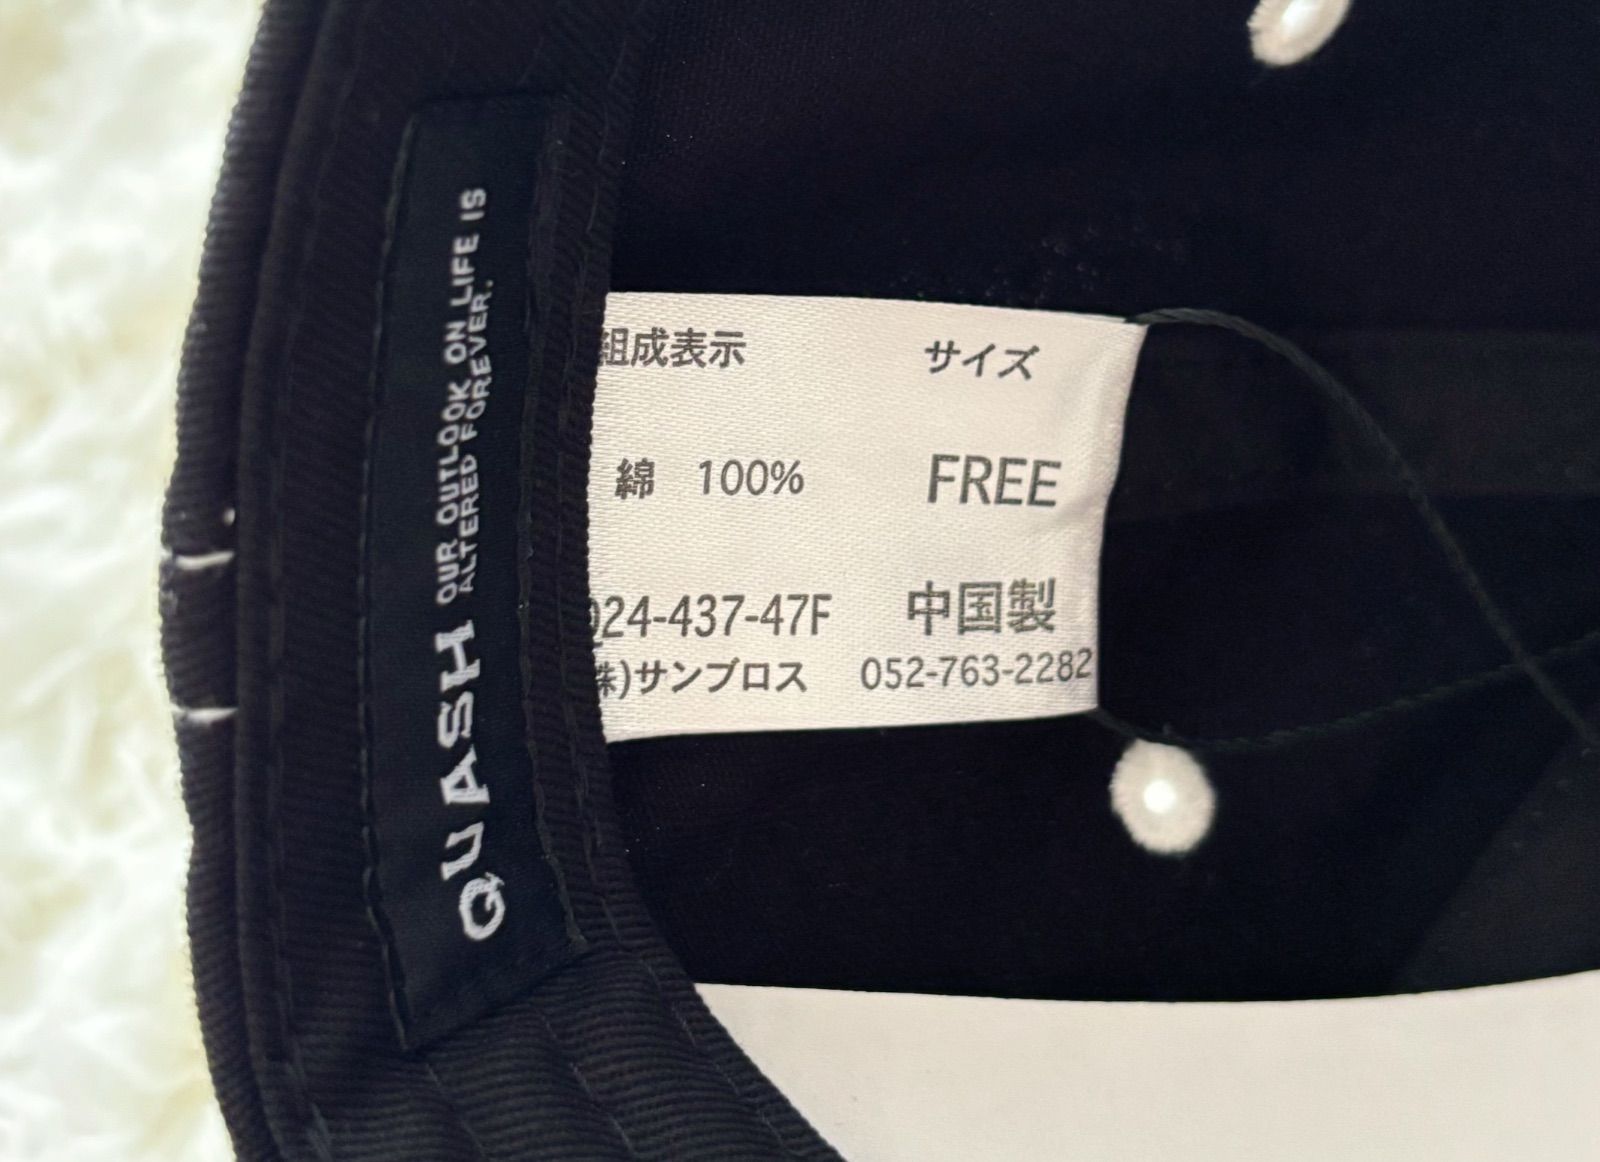 QUASH OUR OUTLOOK ON LIFE IS
ALTERED FOREVER.
組成表示 サイズ
綿 100% FREE
024-437-47F 中国製
(株)サンブロス 052-763-2282